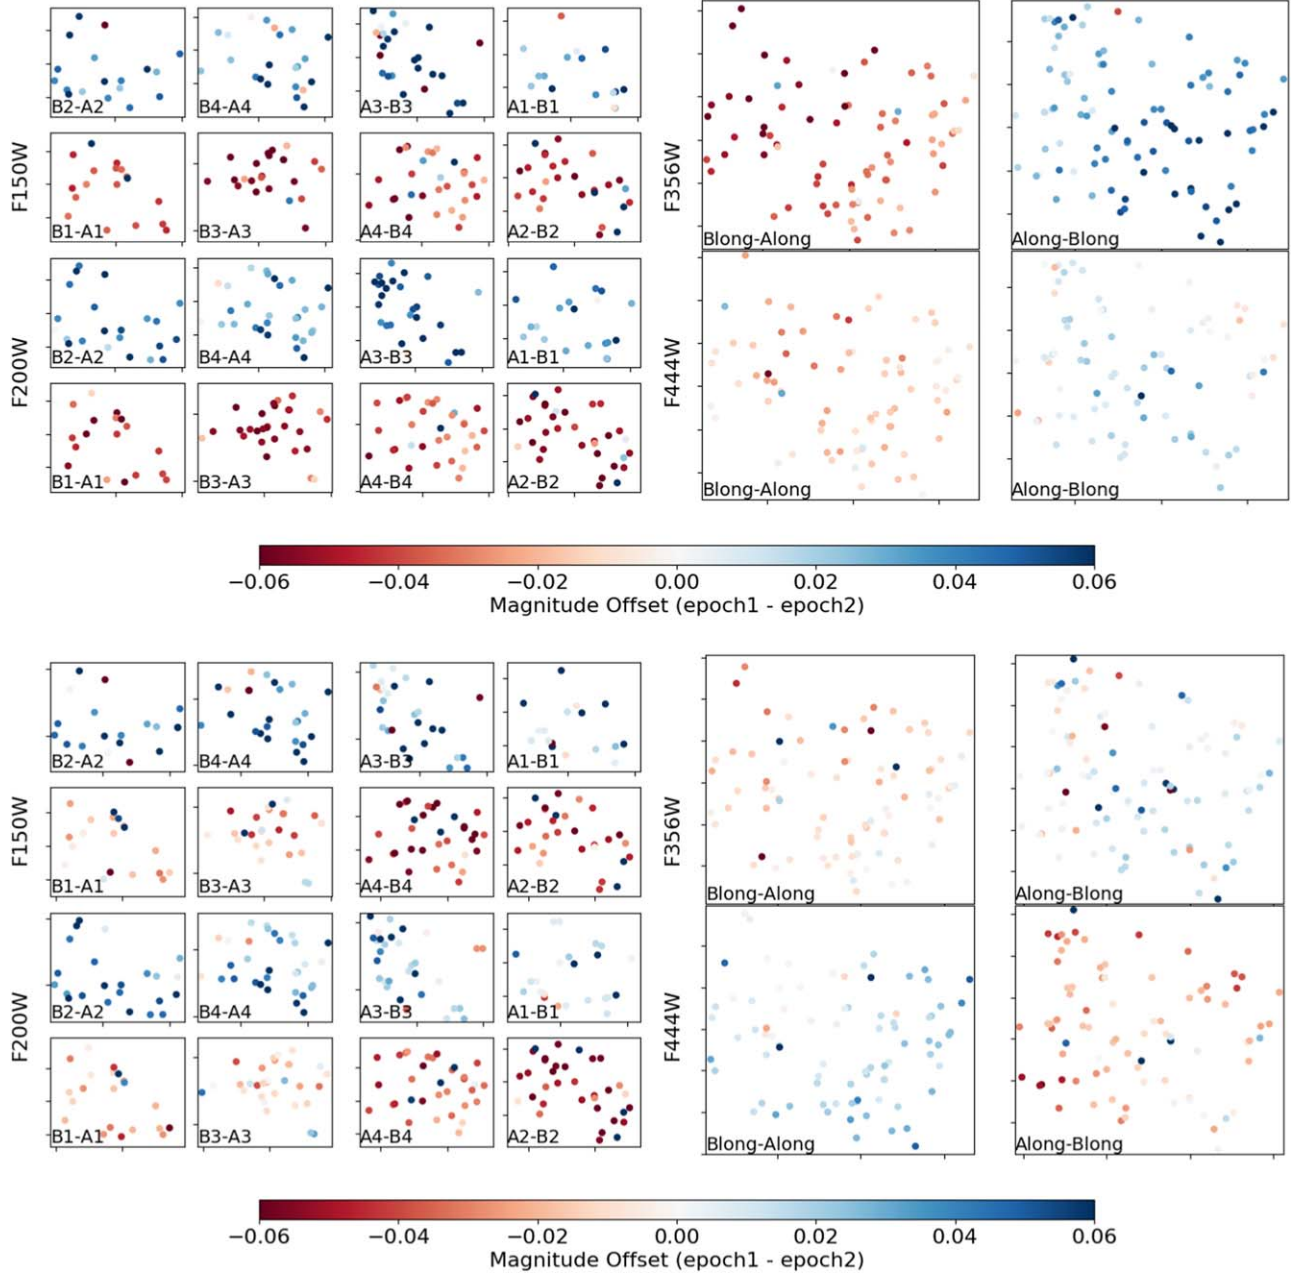 B2-A2
B4-A4
A3-B3
A1-B1
F150W
B1-A1
B3-A3
A4-B4
A2-B2
F356W
Blong-Along
Along-Blong
B2-A2
B4-A4
A3-B3
A1-B1
F200W
B1-A1
B3-A3
A4-B4
A2-B2
F444W
Blong-Along
Along-Blong
−0.06 −0.04 −0.02 0.00 0.02 0.04 0.06
Magnitude Offset (epoch1 - epoch2)
B2-A2
B4-A4
A3-B3
A1-B1
F150W
B1-A1
B3-A3
A4-B4
A2-B2
F356W
Blong-Along
Along-Blong
B2-A2
B4-A4
A3-B3
A1-B1
F200W
B1-A1
B3-A3
A4-B4
A2-B2
F444W
Blong-Along
Along-Blong
−0.06 −0.04 −0.02 0.00 0.02 0.04 0.06
Magnitude Offset (epoch1 - epoch2)